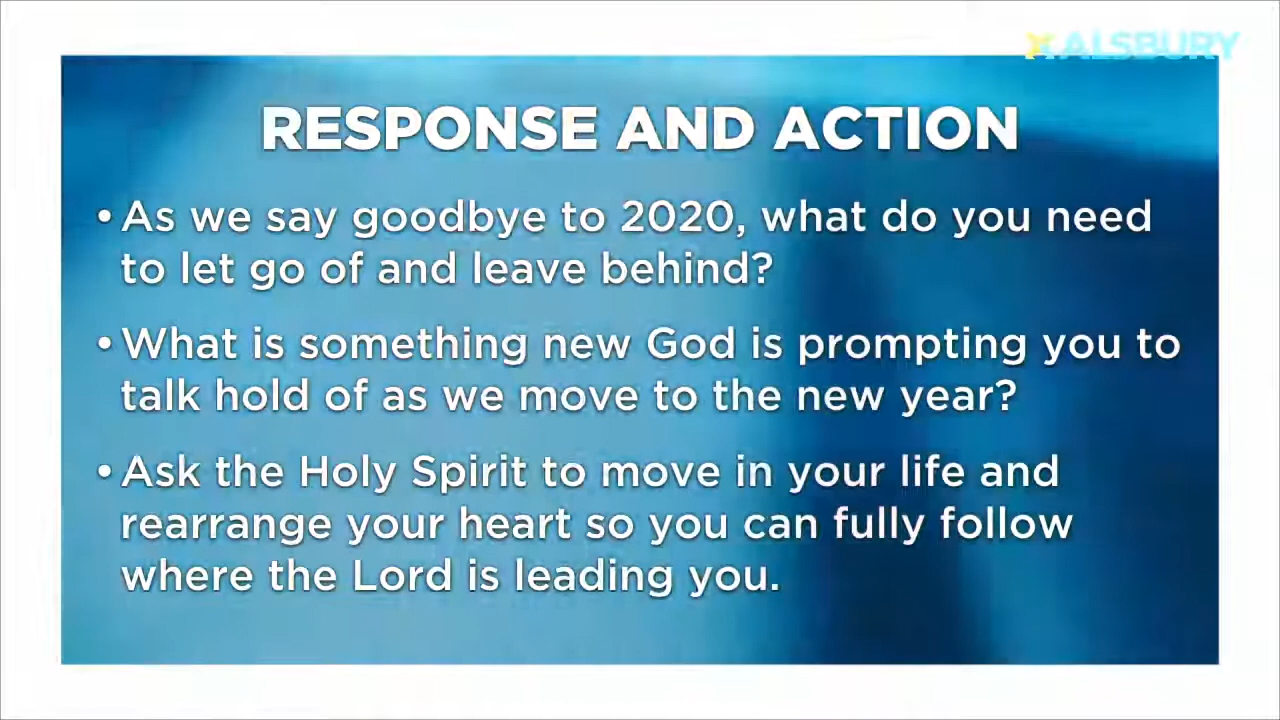 ALSBURY
RESPONSE AND ACTION
• As we say goodbye to 2020, what do you need
to let go of and leave behind?
• What is something new God is prompting you to
talk hold of as we move to the new year?
• Ask the Holy Spirit to move in your life and
rearrange your heart so you can fully follow
where the Lord is leading you.